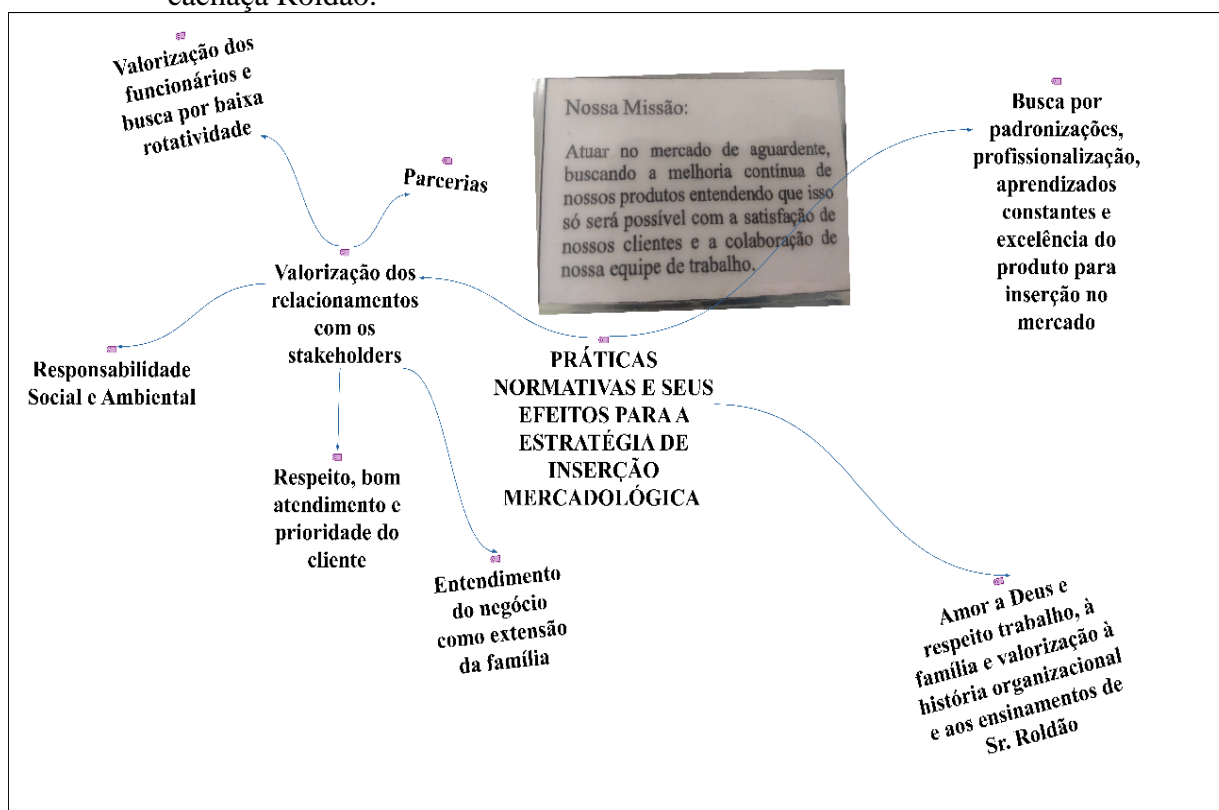 cachaça Roldão.
Valorização dos
funcionários e
busca por baixa
rotatividade
Parcerias
Nossa Missão:
Atuar no mercado de aguardente,
buscando a melhoria contínua de
nossos produtos entendendo que isso
só será possível com a satisfação de
nossos clientes e a colaboração de
nossa equipe de trabalho.
Busca por
padronizações,
profissionalização,
aprendizados
constantes e
excelência do
produto para
inserção no
mercado
Valorização dos
relacionamentos
com os
stakeholders
Responsabilidade
Social e Ambiental
PRÁTICAS
NORMATIVAS E SEUS
EFEITOS PARA A
ESTRATÉGIA DE
INSERÇÃO
MERCADOLÓGICA
Respeito, bom
atendimento e
prioridade do
cliente
Entendimento
do negócio
como extensão
da família
Amor a Deus e
respeito trabalho, à
família e valorização à
história organizacional
e aos ensinamentos de
Sr. Roldão